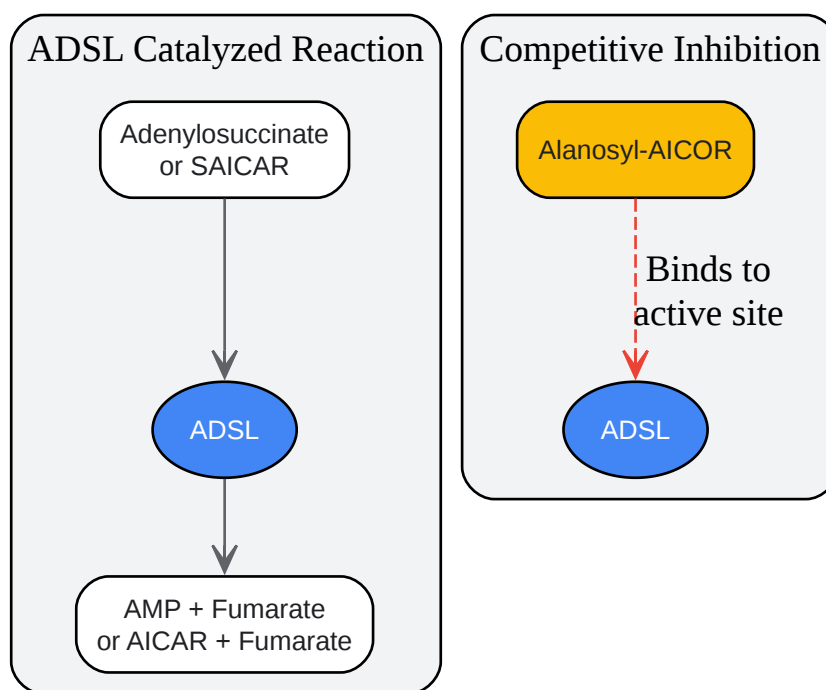 ADSL Catalyzed Reaction
Adenylosuccinate
or SAICAR
ADSL
AMP + Fumarate
or AICAR + Fumarate
Competitive Inhibition
Alanosyl-AICOR
Binds to
active site
ADSL